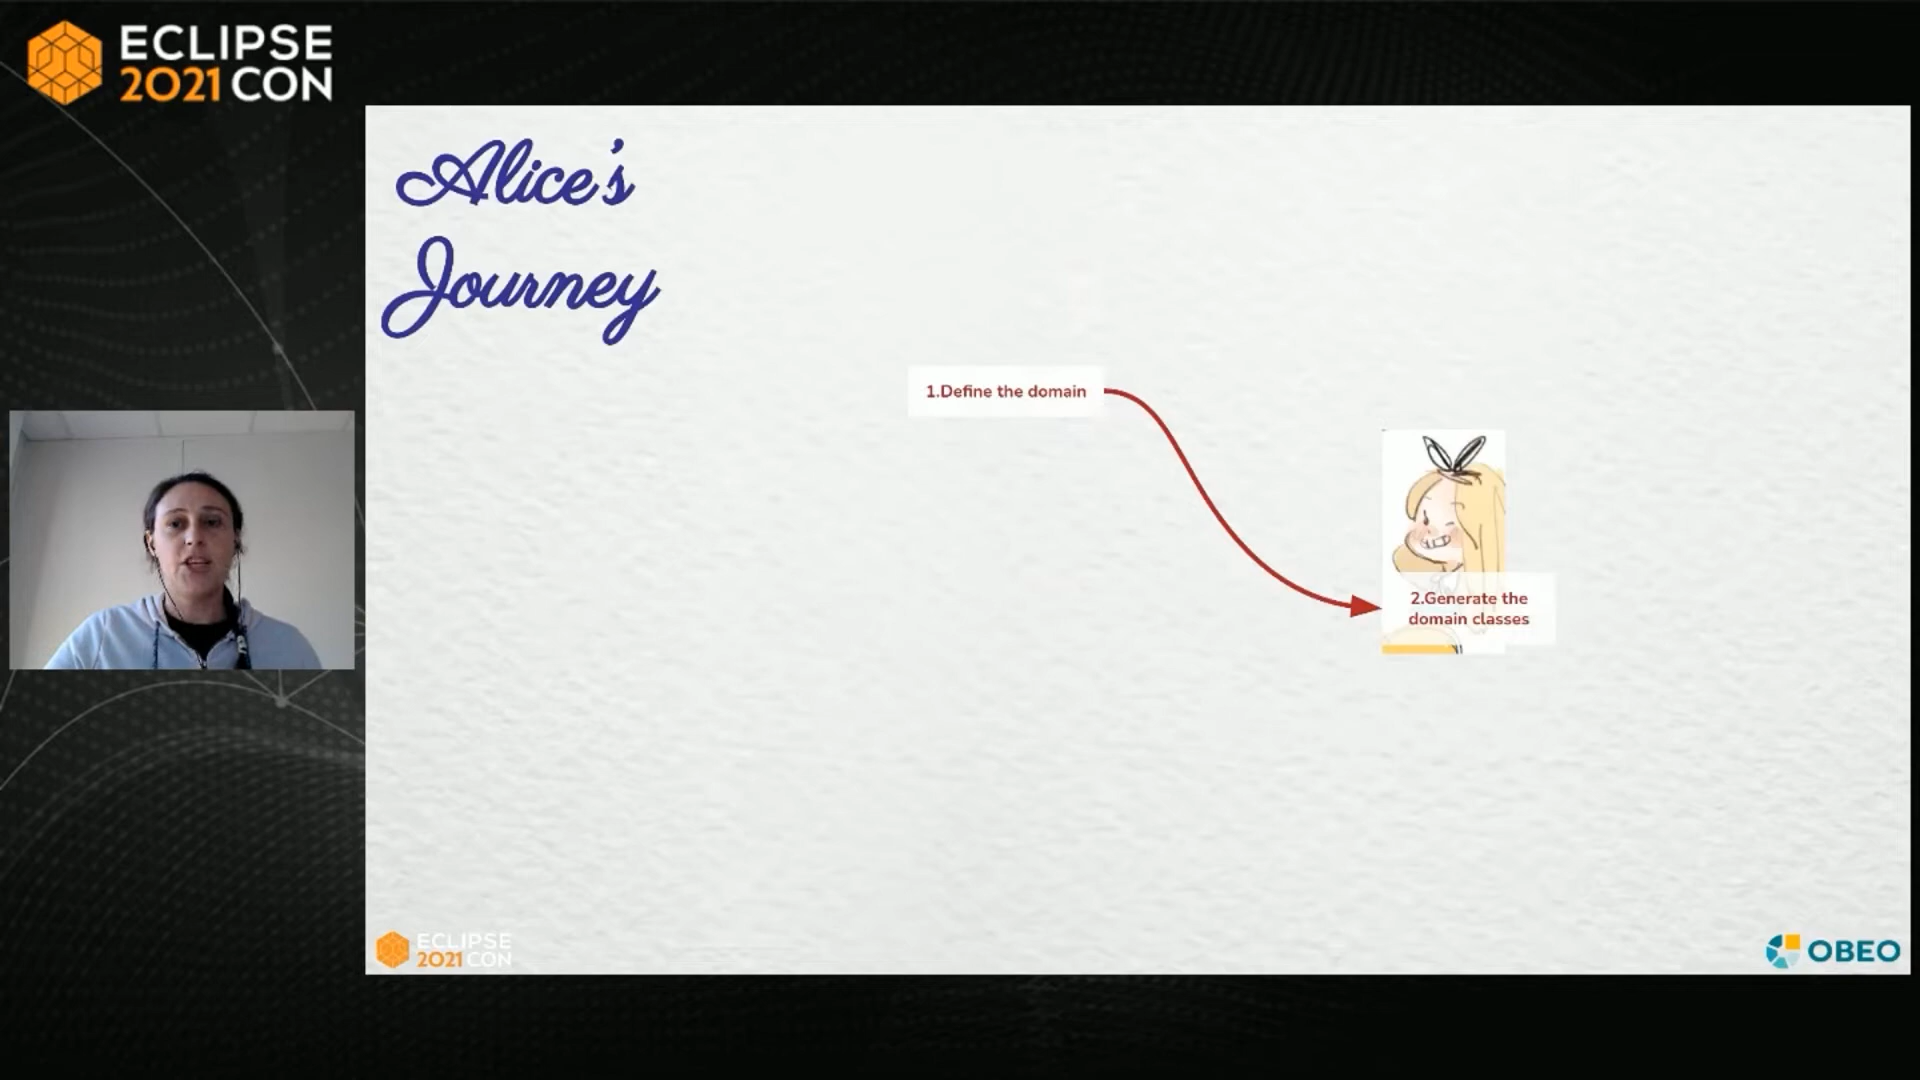 ECLIPSE
2021 CON
Alice's
Journey
1.Define the domain
2.Generate the
domain classes
ECLIPSE
2021 CON
OBEO